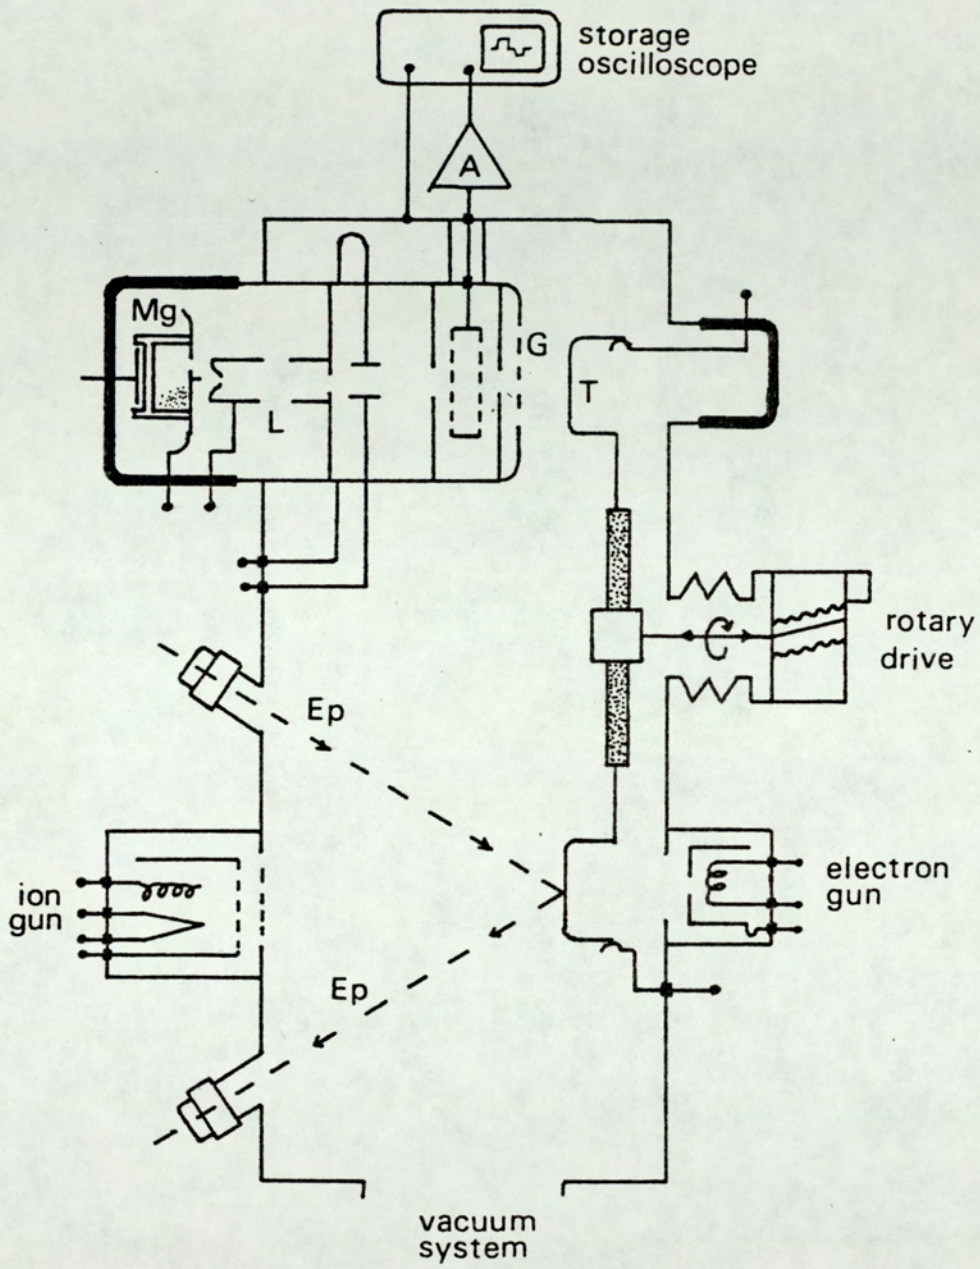 storage
oscilloscope
A
Mg
G
T
L
rotary
drive
Ep
electron
gun
ion
gun
Ep
vacuum
system